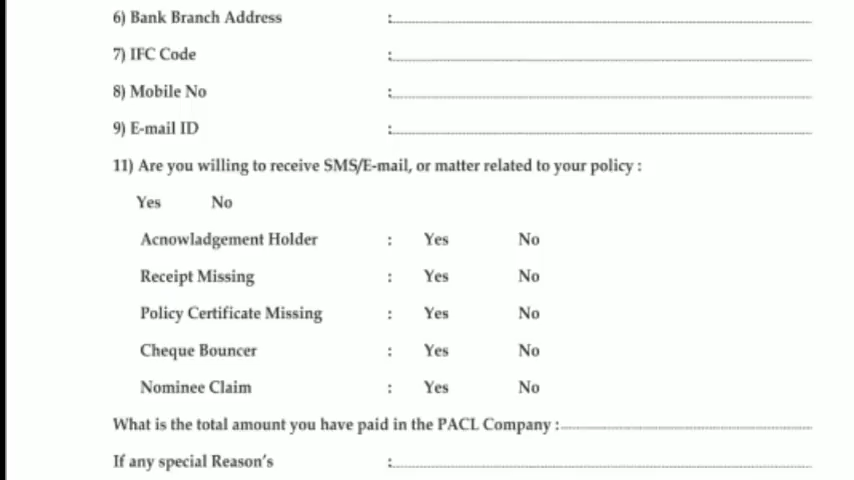 6) Bank Branch Address :
7) IFC Code :
8) Mobile No :
9) E-mail ID :
11) Are you willing to receive SMS/E-mail, or matter related to your policy :
Yes No
Acnowladgement Holder : Yes No
Receipt Missing : Yes No
Policy Certificate Missing : Yes No
Cheque Bouncer : Yes No
Nominee Claim : Yes No
What is the total amount you have paid in the PACL Company :
If any special Reason's :